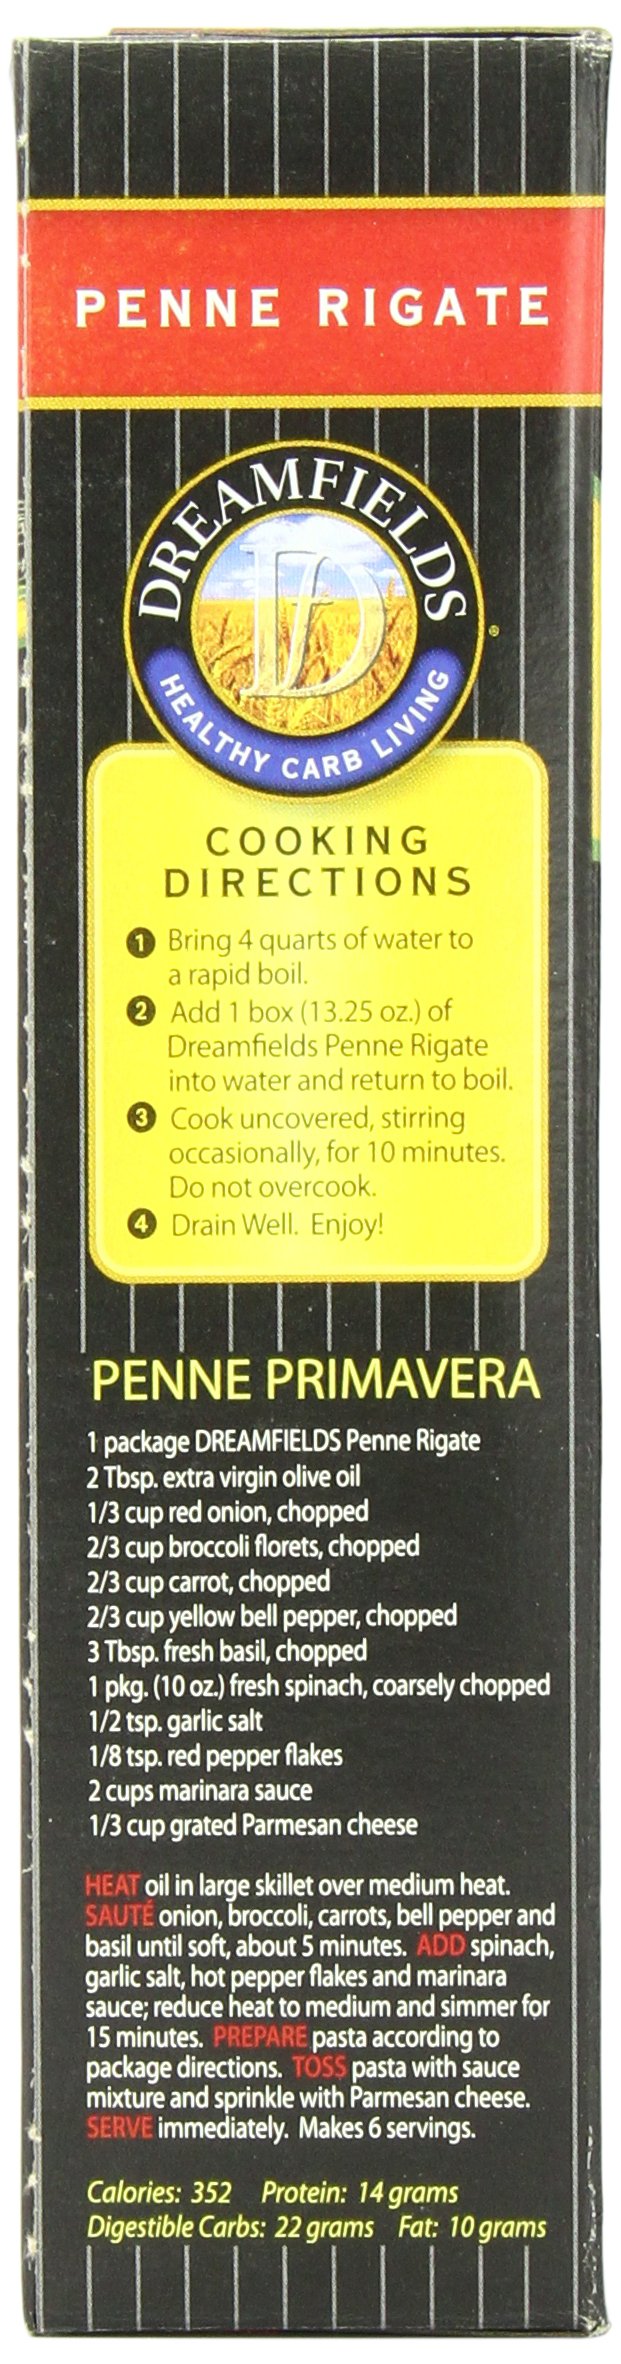 PENNE RIGATE
DREAMFIELDS
HEALTHY CARB LIVING
COOKING
DIRECTIONS
1 Bring 4 quarts of water to
a rapid boil.
2 Add 1 box (13.25 oz.) of
Dreamfields Penne Rigate
into water and return to boil.
3 Cook uncovered, stirring
occasionally, for 10 minutes.
Do not overcook.
4 Drain Well. Enjoy!
PENNE PRIMAVERA
1 package DREAMFIELDS Penne Rigate
2 Tbsp. extra virgin olive oil
1/3 cup red onion, chopped
2/3 cup broccoli florets, chopped
2/3 cup carrot, chopped
2/3 cup yellow bell pepper, chopped
3 Tbsp. fresh basil, chopped
1 pkg. (10 oz.) fresh spinach, coarsely chopped
1/2 tsp. garlic salt
1/8 tsp. red pepper flakes
2 cups marinara sauce
1/3 cup grated Parmesan cheese
HEAT oil in large skillet over medium heat.
SAUTÉ onion, broccoli, carrots, bell pepper and
basil until soft, about 5 minutes. ADD spinach,
garlic salt, hot pepper flakes and marinara
sauce; reduce heat to medium and simmer for
15 minutes. PREPARE pasta according to
package directions. TOSS pasta with sauce
mixture and sprinkle with Parmesan cheese.
SERVE immediately. Makes 6 servings.
Calories: 352 Protein: 14 grams
Digestible Carbs: 22 grams Fat: 10 grams